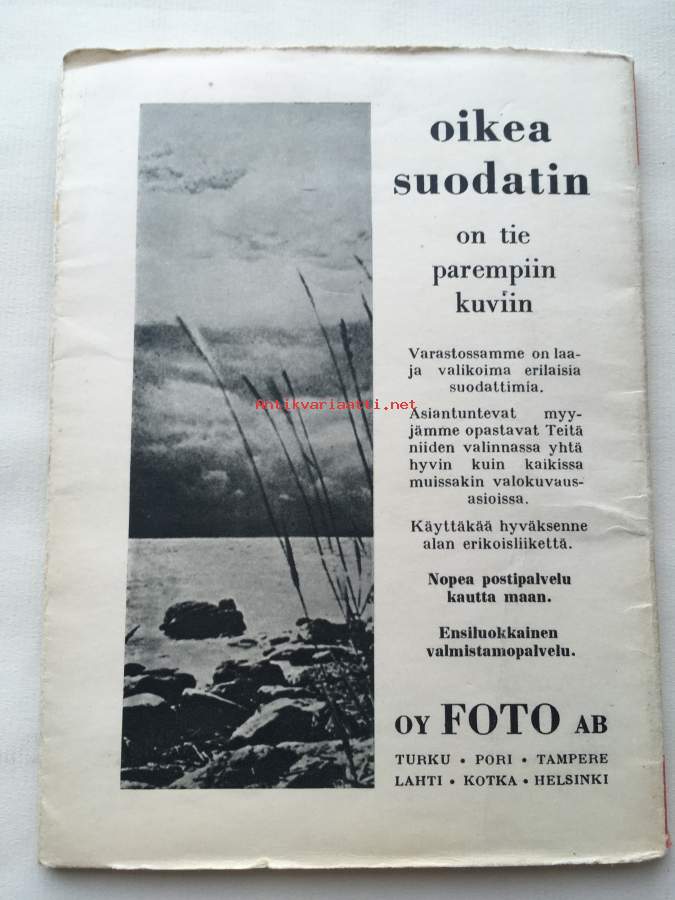 oikea
suodatin
on tie
parempiin
kuviin
Varastossamme on laa-
ja valikoima erilaisia
suodattimia.
Antikvariaatti.net
Asiantuntevat myy-
jämme opastavat Teitä
niiden valinnassa yhtä
hyvin kuin kaikissa
muissakin valokuvaus-
asioissa.
Käyttäkää hyväksenne
alan erikoisliikettä.
Nopea postipalvelu
kautta maan.
Ensiluokkainen
valmistamopalvelu.
OY FOTO AB
TURKU • PORI • TAMPERE
LAHTI • KOTKA • HELSINKI